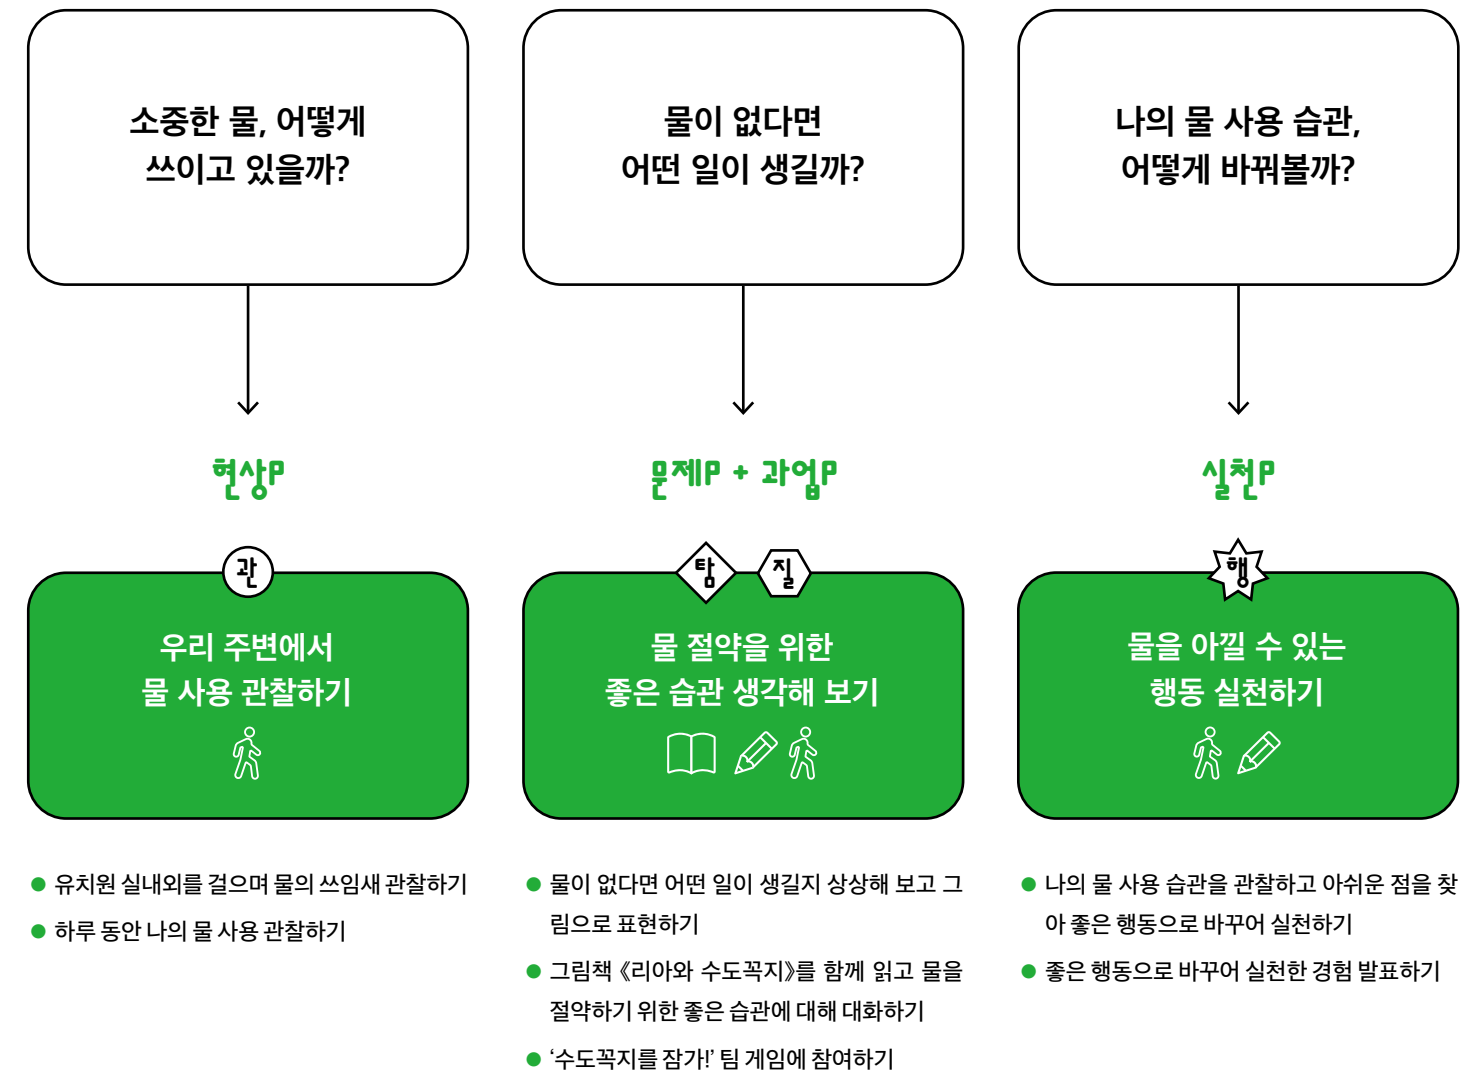 소중한 물, 어떻게
쓰이고 있을까?
현상P
관
우리 주변에서
물 사용 관찰하기
● 유치원 실내외를 걸으며 물의 쓰임새 관찰하기
● 하루 동안 나의 물 사용 관찰하기
물이 없다면
어떤 일이 생길까?
문제P + 과업P
탐 질
물 절약을 위한
좋은 습관 생각해 보기
● 물이 없다면 어떤 일이 생길지 상상해 보고 그
림으로 표현하기
● 그림책 《리아와 수도꼭지》를 함께 읽고 물을
절약하기 위한 좋은 습관에 대해 대화하기
● ‘수도꼭지를 잠가!’ 팀 게임에 참여하기
나의 물 사용 습관,
어떻게 바꿔볼까?
실천P
행
물을 아낄 수 있는
행동 실천하기
● 나의 물 사용 습관을 관찰하고 아쉬운 점을 찾
아 좋은 행동으로 바꾸어 실천하기
● 좋은 행동으로 바꾸어 실천한 경험 발표하기